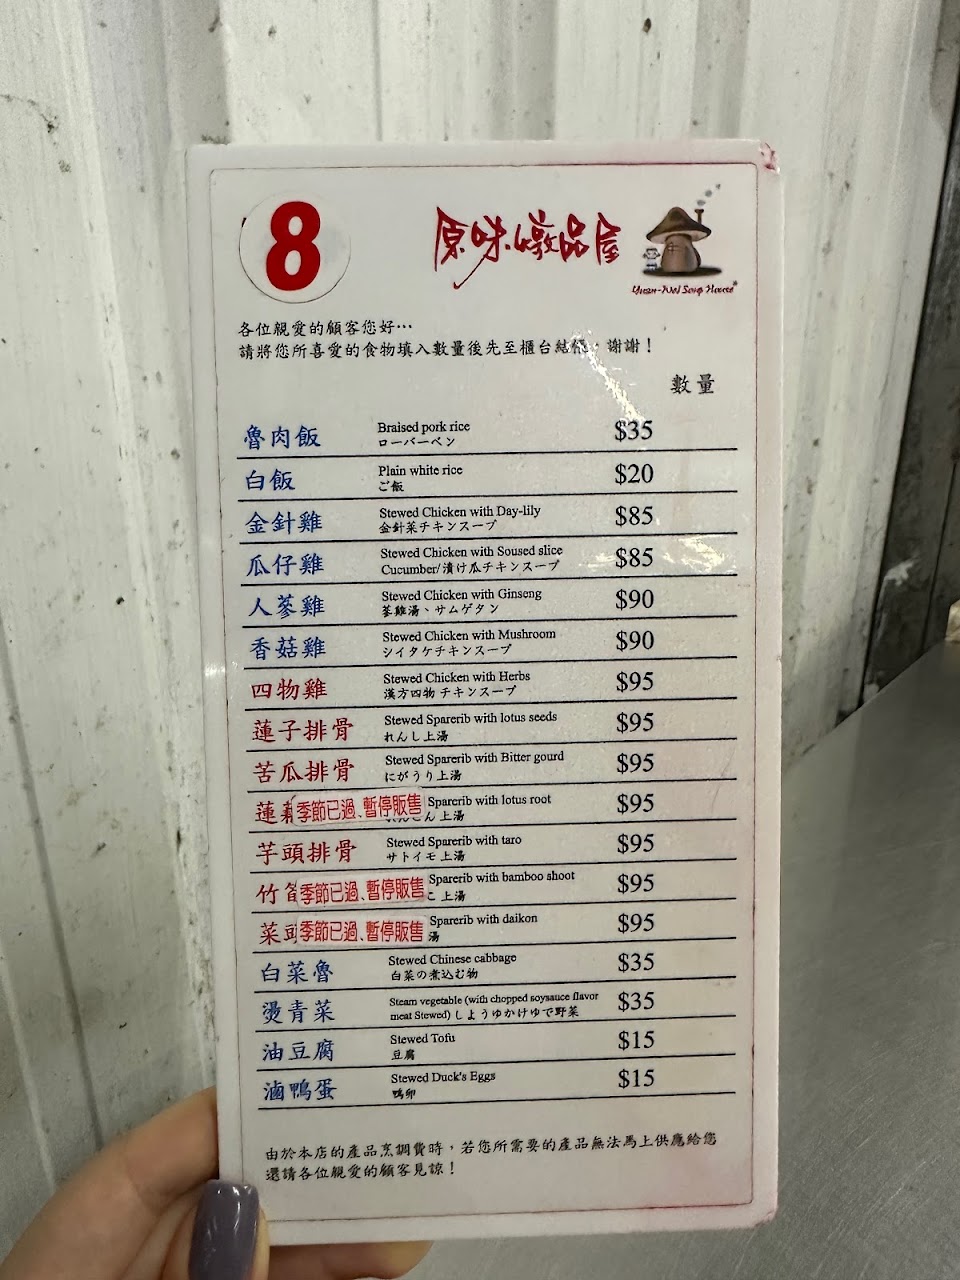 8
原味燉品屋
Yuan-Wei Soup House
各位親愛的顧客您好…
請將您所喜愛的食物填入數量後先至櫃台結 謝謝！
數量
魯肉飯 Braised pork rice $35
ローバーペン
白飯 Plain white rice $20
ご飯
金針雞 Stewed Chicken with Day-lily $85
金針菜チキンスープ
瓜仔雞 Stewed Chicken with Soused slice $85
Cucumber/漬け瓜チキンスープ
人蔘雞 Stewed Chicken with Ginseng $90
蔘雞湯、サムゲタン
香菇雞 Stewed Chicken with Mushroom $90
シイタケチキンスープ
四物雞 Stewed Chicken with Herbs $95
漢方四物 チキンスープ
蓮子排骨 Stewed Sparerib with lotus seeds $95
れんし上湯
苦瓜排骨 Stewed Sparerib with Bitter gourd $95
にがうり上湯
蓮 季節已過、暫停販售 Sparerib with lotus root $95
ん上湯
芋頭排骨 Stewed Sparerib with taro $95
サトイモ上湯
竹 季節已過、暫停販售 Sparerib with bamboo shoot $95
こ上湯
菜 季節已過、暫停販售 Sparerib with daikon $95
湯
白菜魯 Stewed Chinese cabbage $35
白菜の煮込む物
燙青菜 Steam vegetable (with chopped soysauce flavor $35
meat Stewed) しようゆかけゆで野菜
油豆腐 Stewed Tofu $15
豆腐
滷鴨蛋 Stewed Duck's Eggs $15
鴨卵
由於本店的產品烹調費時，若您所需要的產品無法馬上供應給您
還請各位親愛的顧客見諒！